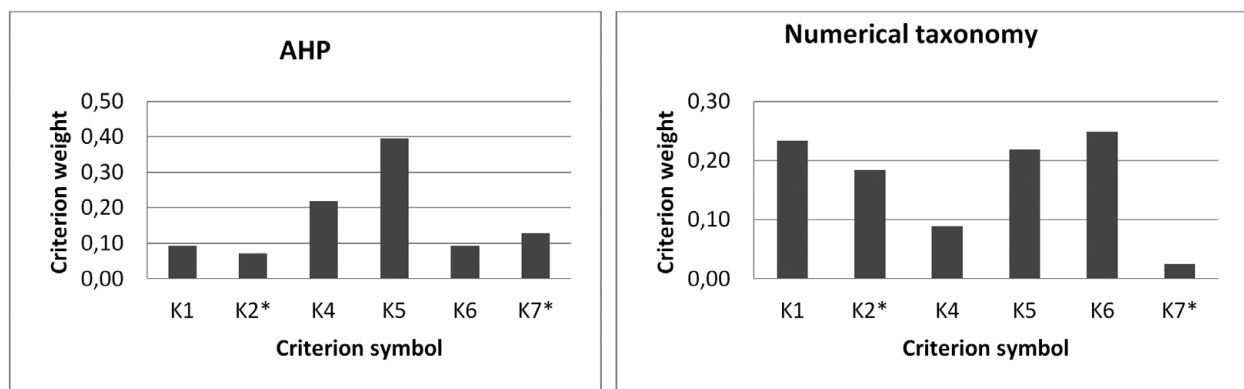 AHP
Criterion weight
0,50
0,40
0,30
0,20
0,10
0,00
K1 K2* K4 K5 K6 K7*
Criterion symbol
Numerical taxonomy
Criterion weight
0,30
0,20
0,10
0,00
K1 K2* K4 K5 K6 K7*
Criterion symbol